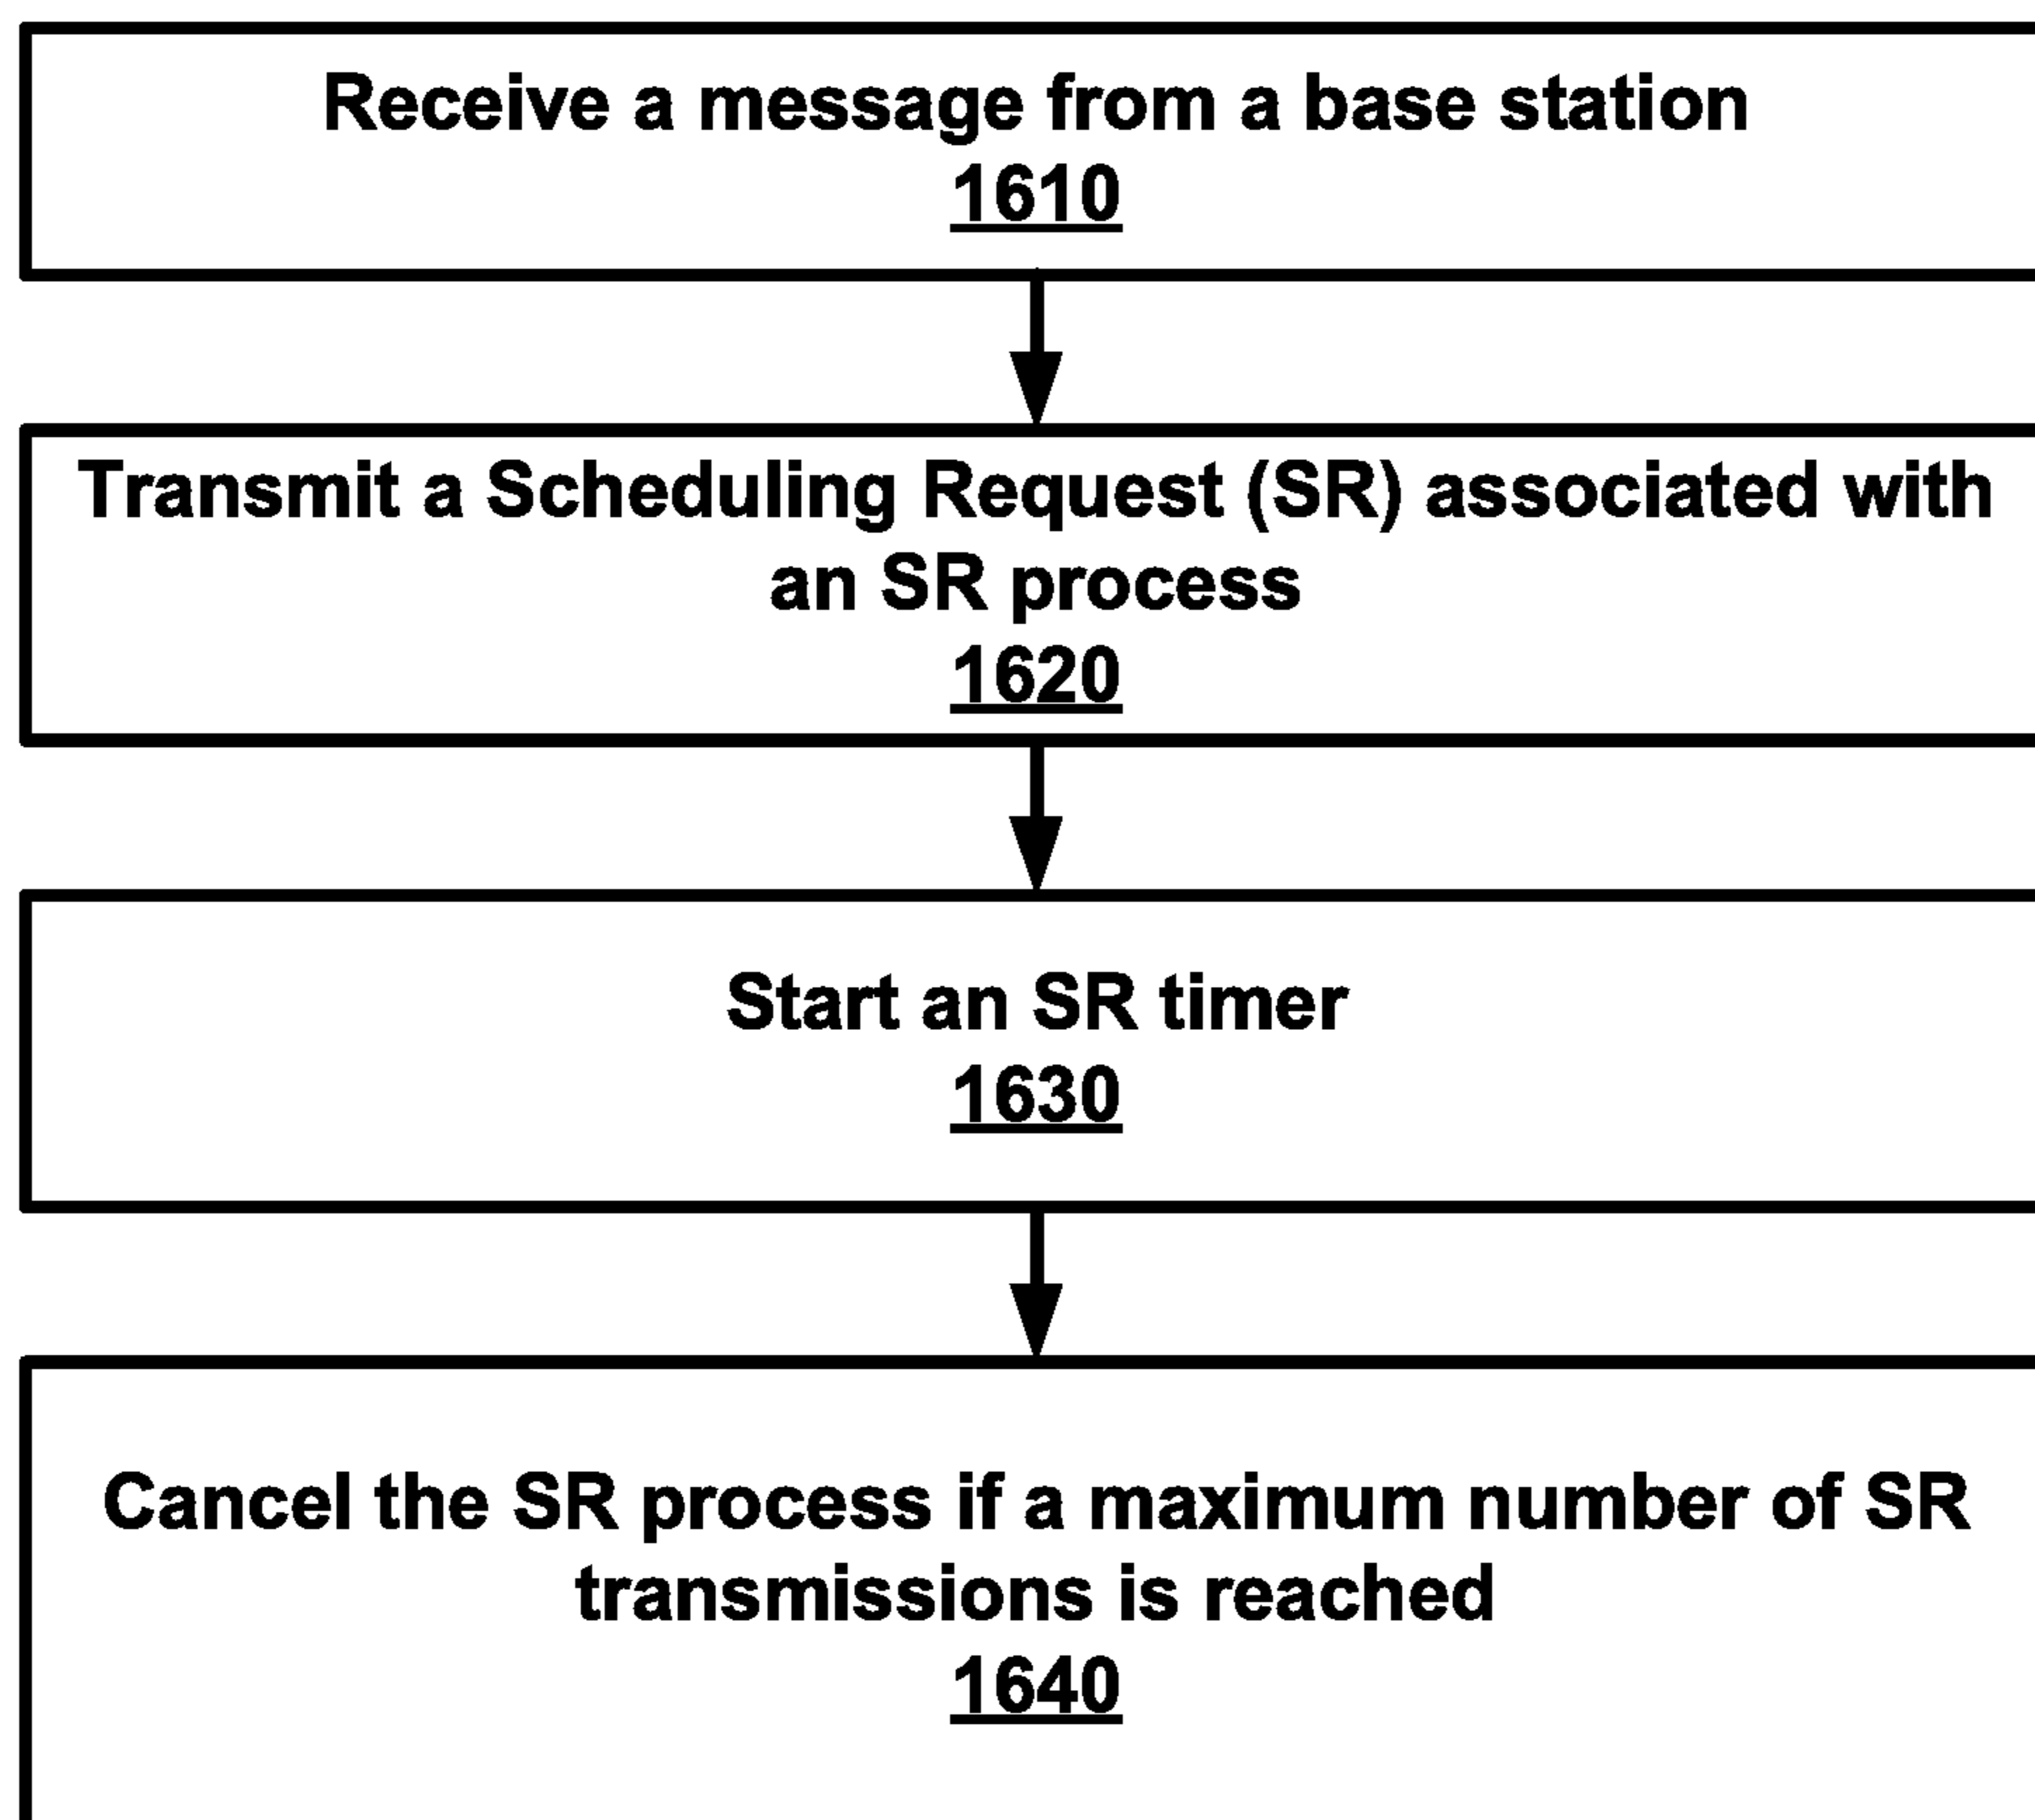 Receive a message from a base station
1610
Transmit a Scheduling Request (SR) associated with
an SR process
1620
Start an SR timer
1630
Cancel the SR process if a maximum number of SR
transmissions is reached
1640